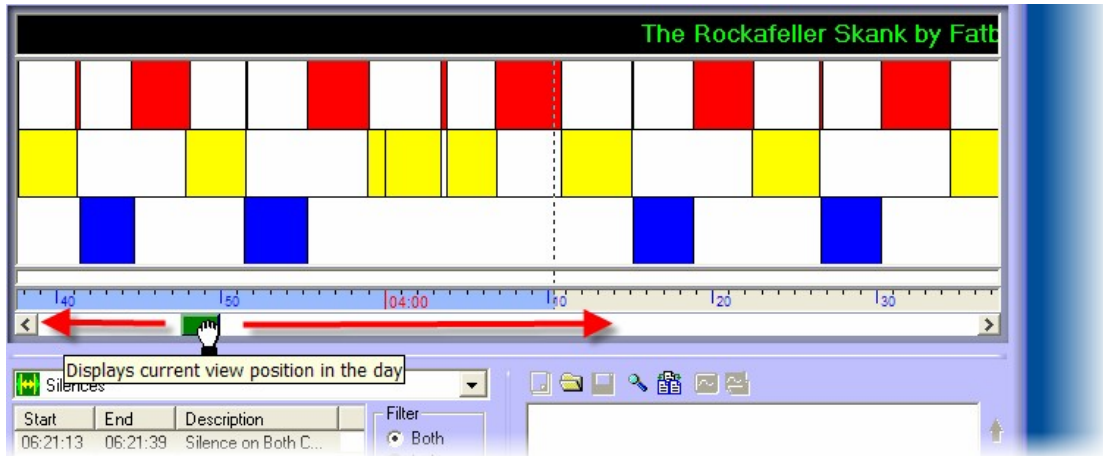 The Rockafeller Skank by Fatb
40 50 04:00 10 20 30
Displays current view position in the day
Silences
Start End Description
Filter
06:21:13 06:21:39 Silence on Both C...
Both